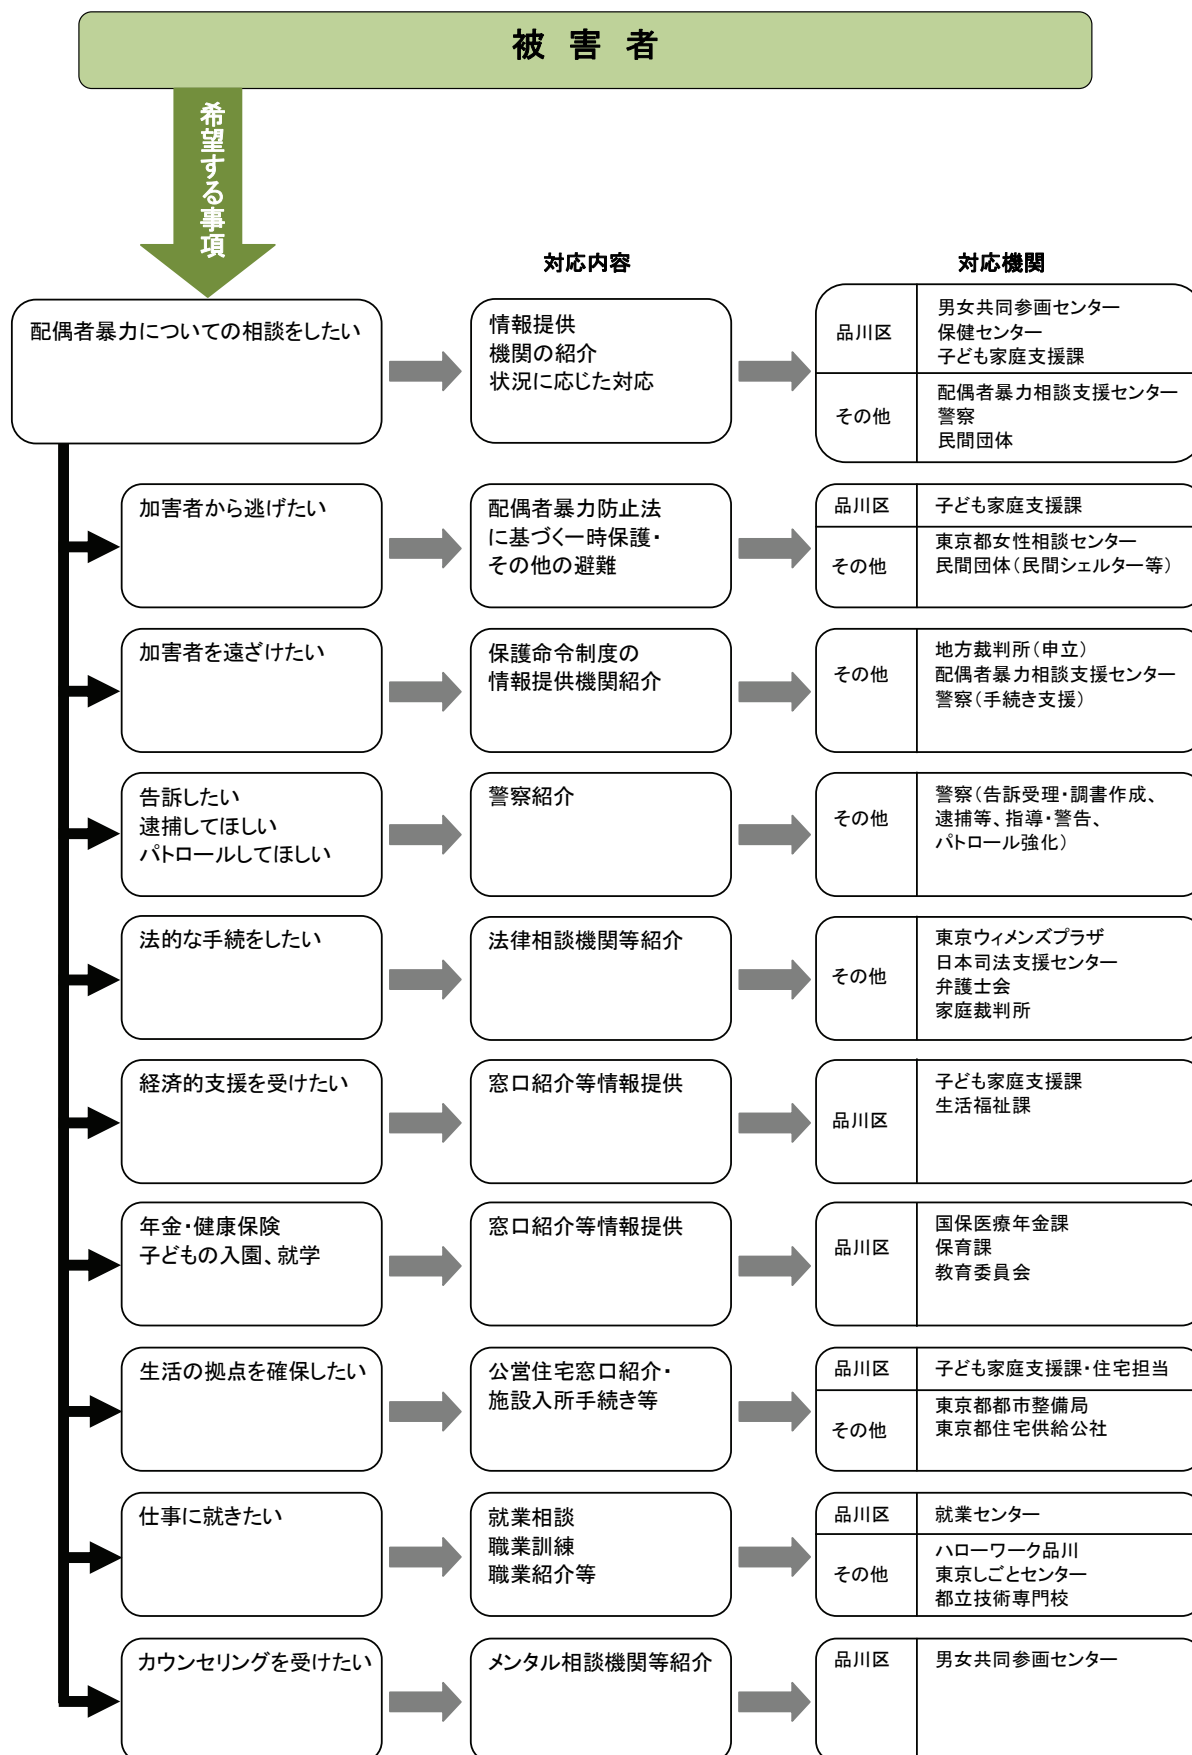 被害者
希望する事項
対応内容
対応機関
配偶者暴力についての相談をしたい
情報提供
機関の紹介
状況に応じた対応
品川区
男女共同参画センター
保健センター
子ども家庭支援課
その他
配偶者暴力相談支援センター
警察
民間団体
加害者から逃げたい
配偶者暴力防止法
に基づく一時保護・
その他の避難
品川区
子ども家庭支援課
その他
東京都女性相談センター
民間団体（民間シェルター等）
加害者を遠ざけたい
保護命令制度の
情報提供機関紹介
その他
地方裁判所（申立）
配偶者暴力相談支援センター
警察（手続き支援）
告訴したい
逮捕してほしい
パトロールしてほしい
警察紹介
その他
警察（告訴受理・調書作成、
逮捕等、指導・警告、
パトロール強化）
法的な手続をしたい
法律相談機関等紹介
その他
東京ウィメンズプラザ
日本司法支援センター
弁護士会
家庭裁判所
経済的支援を受けたい
窓口紹介等情報提供
品川区
子ども家庭支援課
生活福祉課
年金・健康保険
子どもの入園、就学
窓口紹介等情報提供
品川区
国保医療年金課
保育課
教育委員会
生活の拠点を確保したい
公営住宅窓口紹介・
施設入所手続き等
品川区
子ども家庭支援課・住宅担当
その他
東京都都市整備局
東京都住宅供給公社
仕事に就きたい
就業相談
職業訓練
職業紹介等
品川区
就業センター
その他
ハローワーク品川
東京しごとセンター
都立技術専門校
カウンセリングを受けたい
メンタル相談機関等紹介
品川区
男女共同参画センター